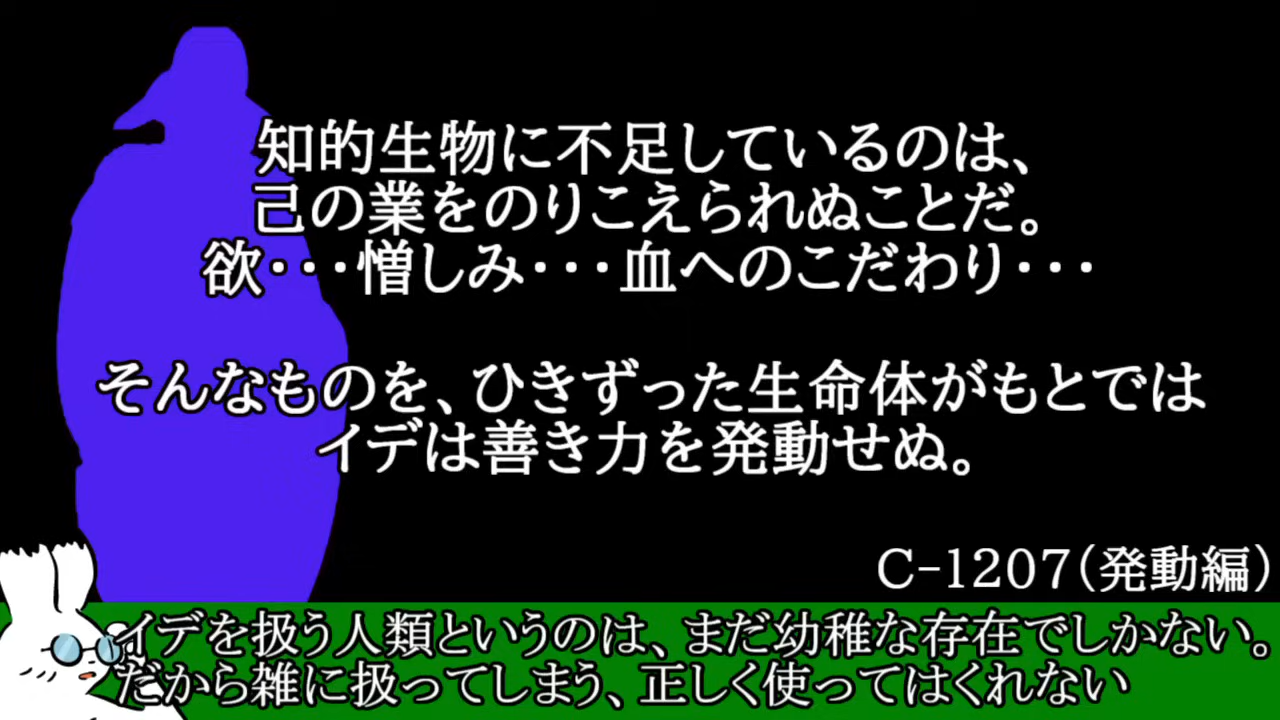 知的生物に不足しているのは、
己の業をのりこえられぬことだ。
欲・・・憎しみ・・・血へのこだわり・・・
そんなものを、ひきずった生命体がもとでは
イデは善き力を発動せぬ。
C-1207(発動編)
イデを扱う人類というのは、まだ幼稚な存在でしかない。
だから雑に扱ってしまう、正しく使ってはくれない